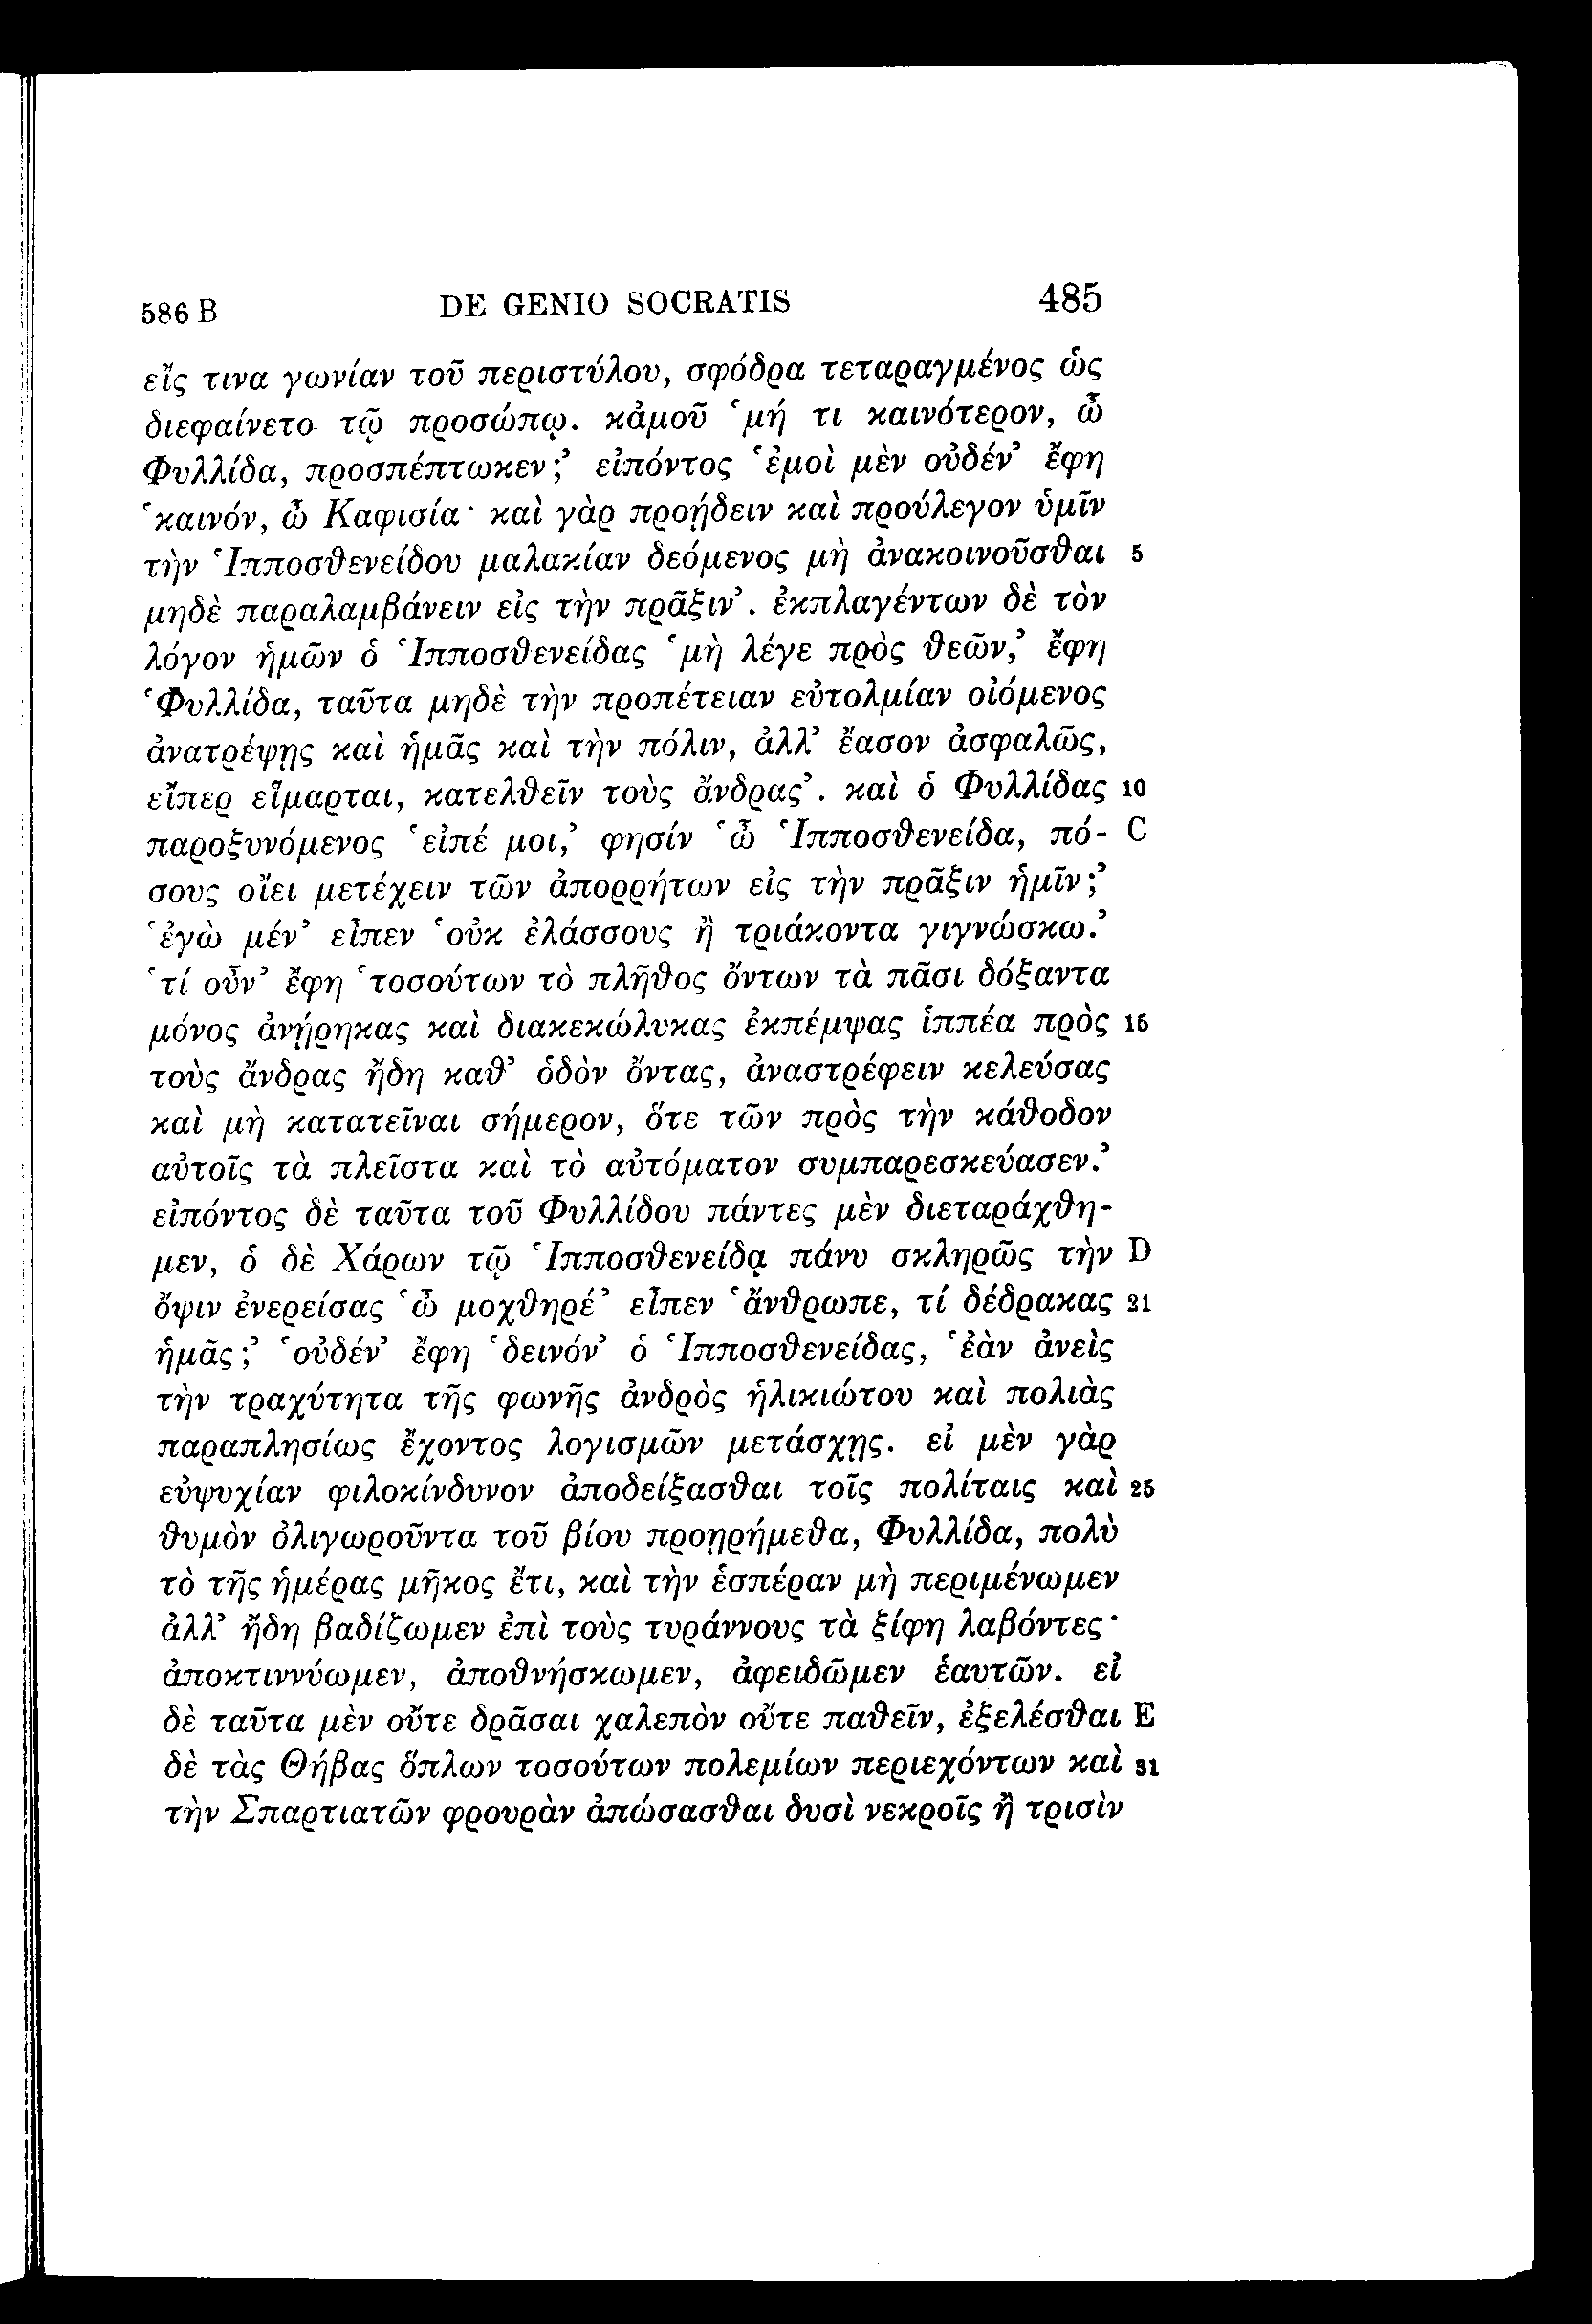 586 B DE GENIO SOCRATIS 485
εἴς τινα γωνίαν τοῦ περιστύλου, σφόδρα τεταραγμένος ὡς
διεφαίνετο τῷ προσώπῳ. κἀμοῦ ‘μή τι καινότερον, ὦ
Φυλλίδα, προσπέπτωκεν;’ εἰπόντος ‘ἐμοὶ μὲν οὐδέν’ ἔφη
‘καινόν, ὦ Καφισία· καὶ γὰρ προῄδειν καὶ προύλεγον ὑμῖν
τὴν Ἱπποσθενείδου μαλακίαν δεόμενος μὴ ἀνακοινοῦσθαι 5
μηδὲ παραλαμβάνειν εἰς τὴν πρᾶξιν’. ἐκπλαγέντων δὲ τὸν
λόγον ἡμῶν ὁ Ἱπποσθενείδας ‘μὴ λέγε πρὸς θεῶν,’ ἔφη
‘Φυλλίδα, ταῦτα μηδὲ τὴν προπέτειαν εὐτολμίαν οἰόμενος
ἀνατρέψῃς καὶ ἡμᾶς καὶ τὴν πόλιν, ἀλλ’ ἔασον ἀσφαλῶς,
εἴπερ εἵμαρται, κατελθεῖν τοὺς ἄνδρας’. καὶ ὁ Φυλλίδας 10
παροξυνόμενος ‘εἰπέ μοι,’ φησίν ‘ὦ Ἱπποσθενείδα, πό- C
σους οἴει μετέχειν τῶν ἀπορρήτων εἰς τὴν πρᾶξιν ἡμῖν;’
‘ἐγὼ μέν’ εἶπεν ‘οὐκ ἐλάσσους ἢ τριάκοντα γιγνώσκω.’
‘τί οὖν’ ἔφη ‘τοσούτων τὸ πλῆθος ὄντων τὰ πᾶσι δόξαντα
μόνος ἀνῄρηκας καὶ διακεκώλυκας ἐκπέμψας ἱππέα πρὸς 15
τοὺς ἄνδρας ἤδη καθ’ ὁδὸν ὄντας, ἀναστρέφειν κελεύσας
καὶ μὴ κατατεῖναι σήμερον, ὅτε τῶν πρὸς τὴν κάθοδον
αὐτοῖς τὰ πλεῖστα καὶ τὸ αὐτόματον συμπαρεσκεύασεν.’
εἰπόντος δὲ ταῦτα τοῦ Φυλλίδου πάντες μὲν διεταράχθη-
μεν, ὁ δὲ Χάρων τῷ Ἱπποσθενείδᾳ πάνυ σκληρῶς τὴν D
ὄψιν ἐνερείσας ‘ὦ μοχθηρέ’ εἶπεν ‘ἄνθρωπε, τί δέδρακας 21
ἡμᾶς;’ ‘οὐδέν’ ἔφη ‘δεινόν’ ὁ Ἱπποσθενείδας, ‘ἐὰν ἀνεὶς
τὴν τραχύτητα τῆς φωνῆς ἀνδρὸς ἡλικιώτου καὶ πολιὰς
παραπλησίως ἔχοντος λογισμῶν μετάσχῃς. εἰ μὲν γὰρ
εὐψυχίαν φιλοκίνδυνον ἀποδείξασθαι τοῖς πολίταις καὶ 25
θυμὸν ὀλιγωροῦντα τοῦ βίου προῃρήμεθα, Φυλλίδα, πολὺ
τὸ τῆς ἡμέρας μῆκος ἔτι, καὶ τὴν ἑσπέραν μὴ περιμένωμεν
ἀλλ’ ἤδη βαδίζωμεν ἐπὶ τοὺς τυράννους τὰ ξίφη λαβόντες·
ἀποκτιννύωμεν, ἀποθνήσκωμεν, ἀφειδῶμεν ἑαυτῶν. εἰ
δὲ ταῦτα μὲν οὔτε δρᾶσαι χαλεπὸν οὔτε παθεῖν, ἐξελέσθαι E
δὲ τὰς Θήβας ὅπλων τοσούτων πολεμίων περιεχόντων καὶ 31
τὴν Σπαρτιατῶν φρουρὰν ἀπώσασθαι δυσὶ νεκροῖς ἢ τρισὶν